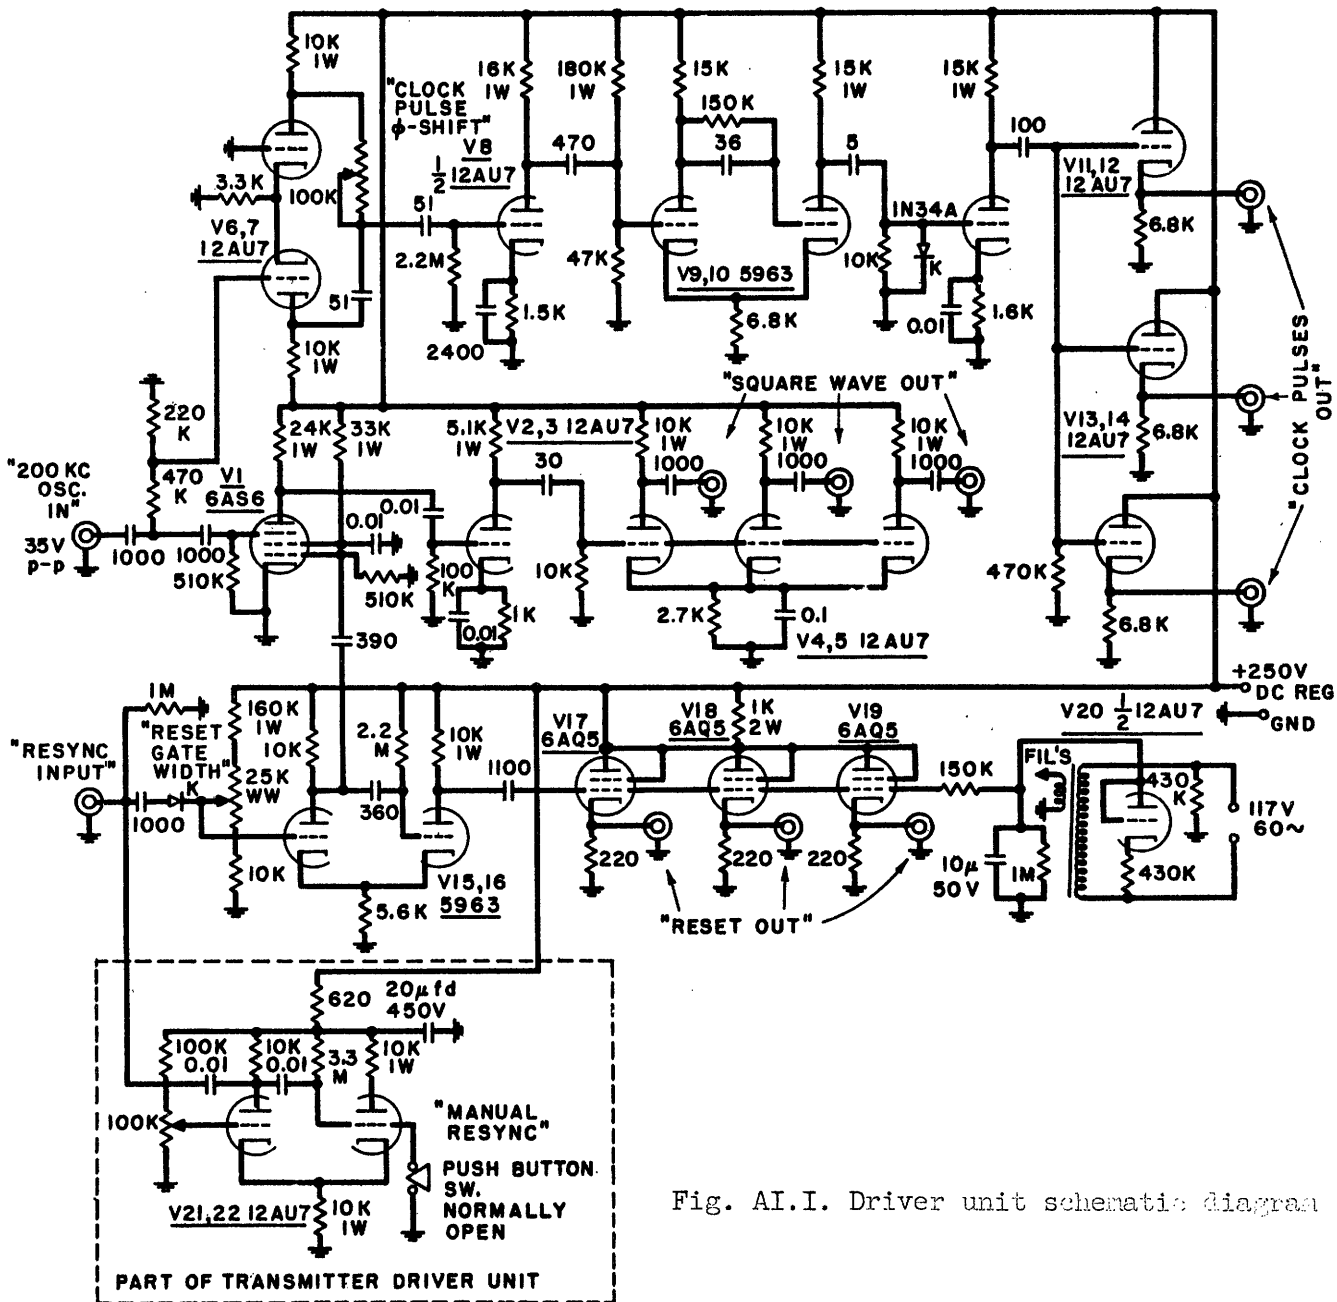 10K
1W
"CLOCK
PULSE
ϕ-SHIFT"
16K
1W
180K
1W
15K
150K
36
15K
1W
15K
1W
V8
½ 12AU7
470
5
100
3.3K
100K
V6,7
12AU7
51
51
2.2M
2400
1.5K
47K
V9,10 5963
6.8K
1N34A
10K
K
0.01
1.6K
V11,12
12AU7
6.8K
10K
1W
V13,14
12AU7
6.8K
"CLOCK PULSES
OUT"
470K
6.8K
220
K
470
K
"200 KC
OSC.
IN"
35V
p-p
1000
1000
510K
V1
6AS6
24K
1W
33K
1W
0.01
510K
390
0.01
100
K
5.1K
1W
0.01
1K
30
10K
V2,3 12AU7
"SQUARE WAVE OUT"
10K
1W
1000
10K
1W
1000
10K
1W
1000
2.7K
0.1
V4,5 12AU7
+250V
DC REG
GND
1M
"RESYNC
INPUT"
1000
"RESET
GATE
WIDTH"
K
160K
1W
25K
WW
10K
10K
2.2
M
360
10K
1W
5.6K
V15,16
5963
1100
V17
6AQ5
V18
6AQ5
1K
2W
V19
6AQ5
220
220
220
"RESET OUT"
150K
10μ
50V
1M
FIL'S
V20 ½ 12AU7
430
K
430K
117V
60~
620
20μfd
450V
100K
0.01
10K
0.01
3.3
M
10K
1W
100K
V21,22 12AU7
10K
1W
"MANUAL
RESYNC"
PUSH BUTTON
SW.
NORMALLY
OPEN
PART OF TRANSMITTER DRIVER UNIT
Fig. AI.I. Driver unit schematic diagram